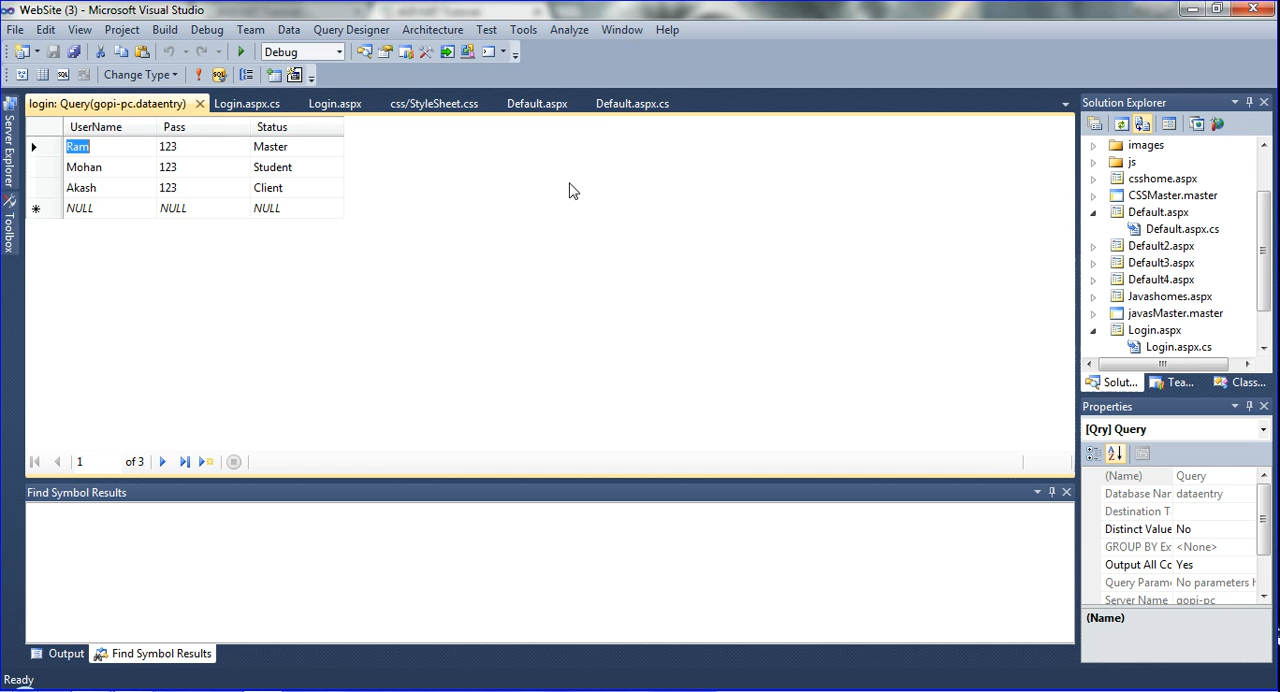 WebSite (3) - Microsoft Visual Studio
File Edit View Project Build Debug Team Data Query Designer Architecture Test Tools Analyze Window Help
Debug
Change Type
login: Query(gopi-pc.dataentry) Login.aspx.cs Login.aspx css/StyleSheet.css Default.aspx Default.aspx.cs
Server Explorer
Toolbox
UserName Pass Status
Ram 123 Master
Mohan 123 Student
Akash 123 Client
NULL NULL NULL
1 of 3
Find Symbol Results
Output Find Symbol Results
Ready
Solution Explorer
images
js
csshome.aspx
CSSMaster.master
Default.aspx
Default.aspx.cs
Default2.aspx
Default3.aspx
Default4.aspx
Javashomes.aspx
javasMaster.master
Login.aspx
Login.aspx.cs
Solut... Tea... Class...
Properties
[Qry] Query
(Name) Query
Database Nar dataentry
Destination T
Distinct Value No
GROUP BY Ex <None>
Output All Cc Yes
Query Param No parameters h
Server Name gopi-pc
(Name)